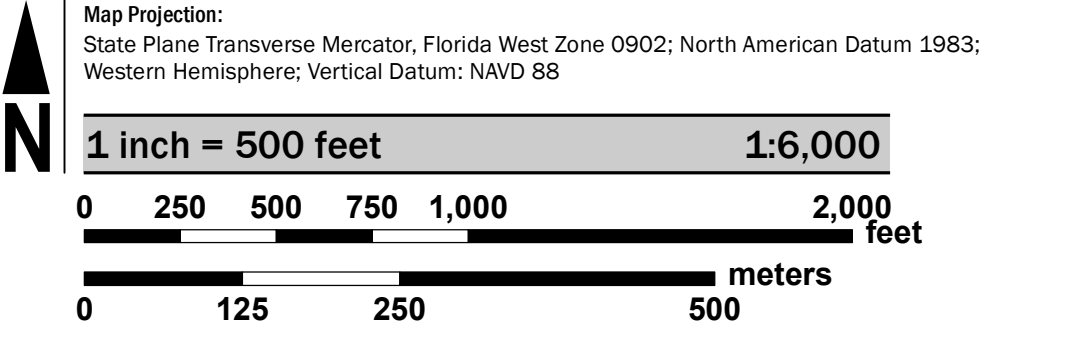 Map Projection:
State Plane Transverse Mercator, Florida West Zone 0902; North American Datum 1983;
Western Hemisphere; Vertical Datum: NAVD 88
N
1 inch = 500 feet 1:6,000
0 250 500 750 1,000 2,000
feet
meters
0 125 250 500